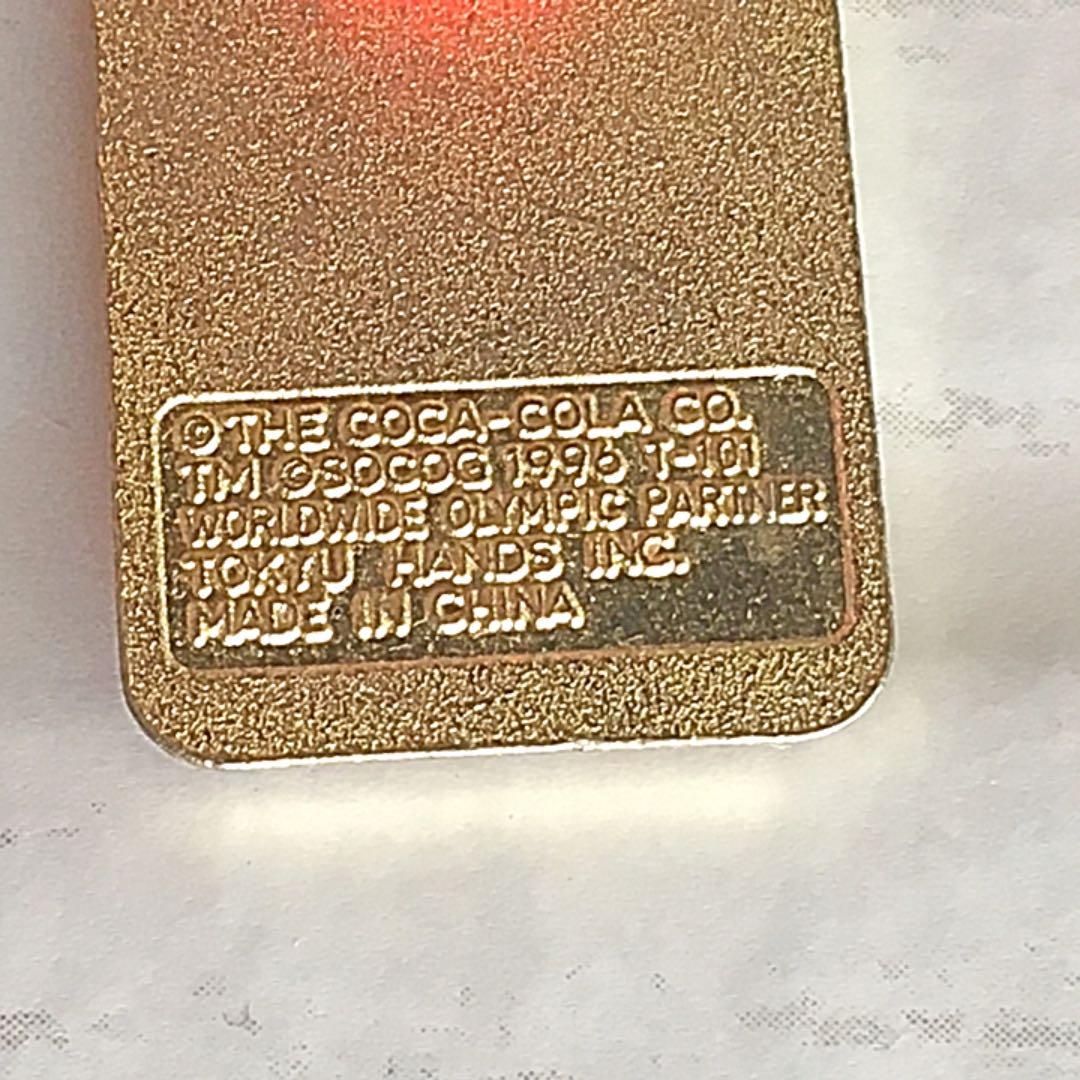 ©THE COCA-COLA CO.
TM ©SOCOG 1996 T-101
WORLDWIDE OLYMPIC PARTNER
TOKYU HANDS INC.
MADE IN CHINA